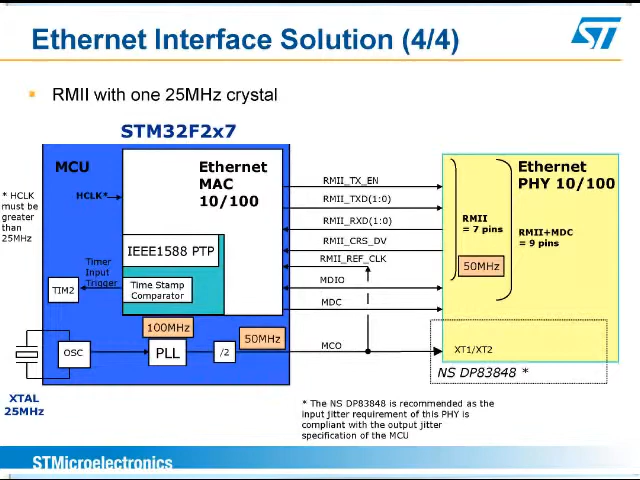 Ethernet Interface Solution (4/4)
ST
RMII with one 25MHz crystal
STM32F2x7
MCU
Ethernet
MAC
10/100
* HCLK
must be
greater
than
25MHz
HCLK*
IEEE1588 PTP
Timer
Input
Trigger
TIM2
Time Stamp
Comparator
100MHz
50MHz
OSC
PLL
/2
XTAL
25MHz
RMII_TX_EN
RMII_TXD(1:0)
RMII_RXD(1:0)
RMII_CRS_DV
RMII_REF_CLK
MDIO
MDC
MCO
Ethernet
PHY 10/100
RMII
= 7 pins
RMII+MDC
= 9 pins
50MHz
XT1/XT2
NS DP83848 *
* The NS DP83848 is recommended as the
input jitter requirement of this PHY is
compliant with the output jitter
specification of the MCU
STMicroelectronics